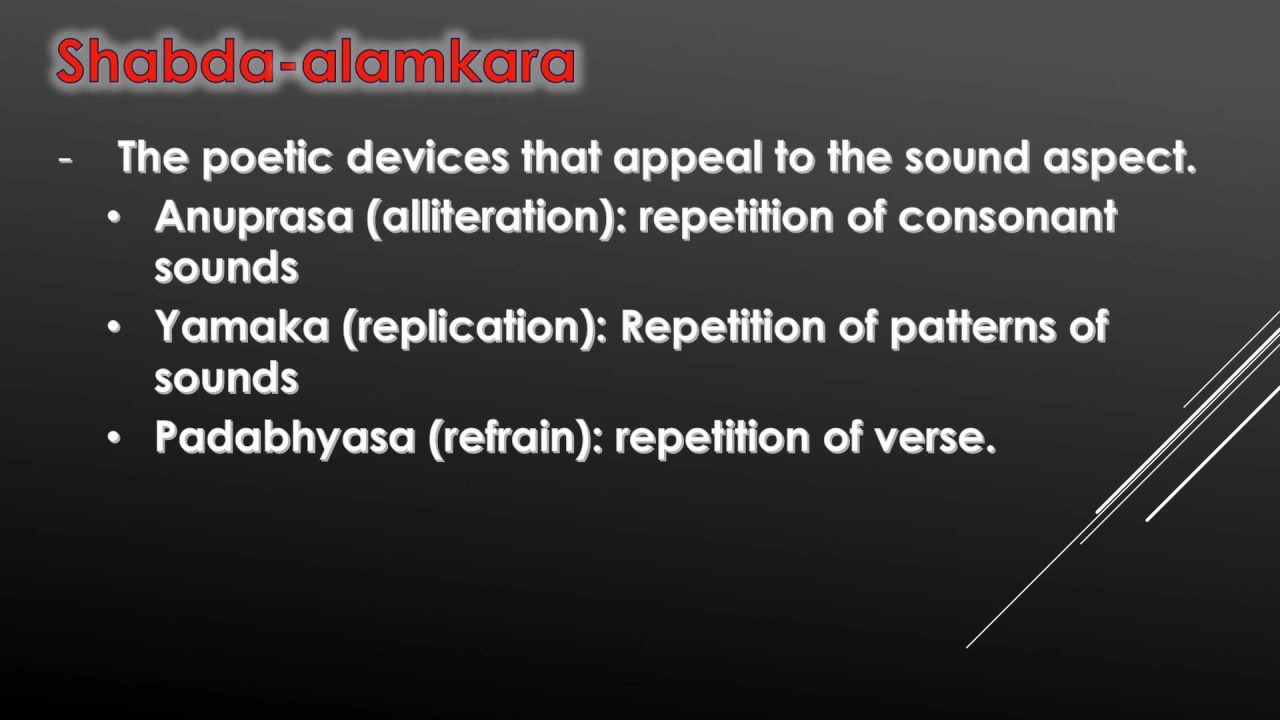 Shabda-alamkara
- The poetic devices that appeal to the sound aspect.
• Anuprasa (alliteration): repetition of consonant
sounds
• Yamaka (replication): Repetition of patterns of
sounds
• Padabhyasa (refrain): repetition of verse.